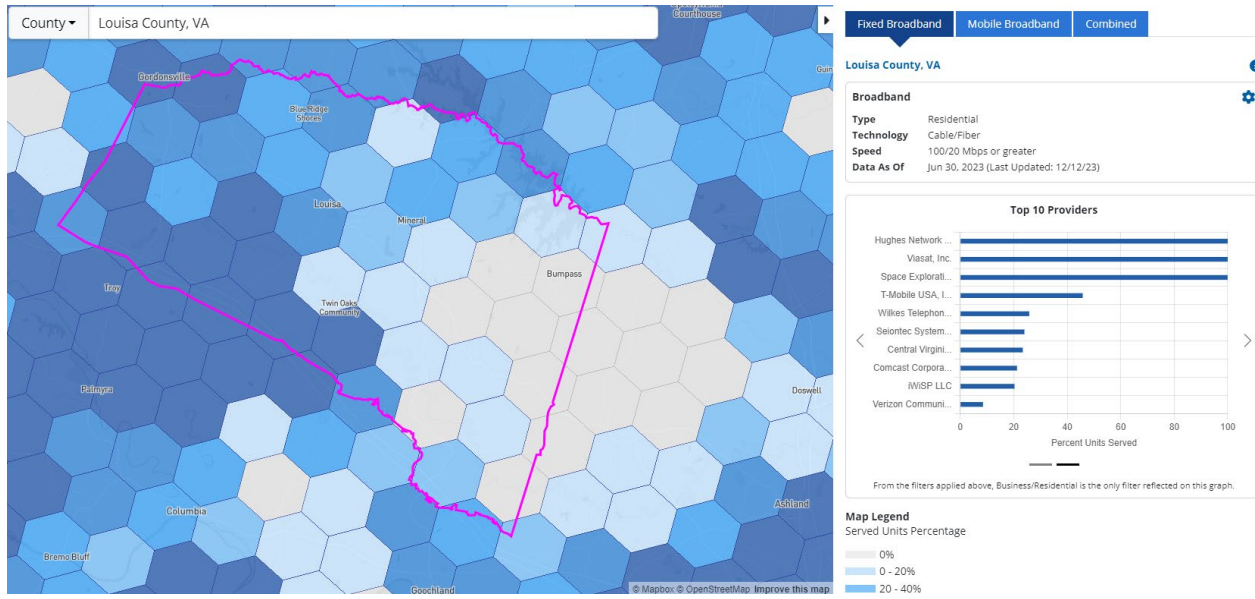 County
Louisa County, VA
Courthouse
Gordonsville
Guin
Blue Ridge
Shores
Louisa
Mineral
Bumpass
Troy
Twin Oaks
Community
Palmyra
Doswell
Columbia
Ashland
Bremo Bluff
Goochland
© Mapbox © OpenStreetMap Improve this map
Fixed Broadband
Mobile Broadband
Combined
Louisa County, VA
Broadband
Type Residential
Technology Cable/Fiber
Speed 100/20 Mbps or greater
Data As Of Jun 30, 2023 (Last Updated: 12/12/23)
Top 10 Providers
Hughes Network ...
Viasat, Inc.
Space Explorati...
T-Mobile USA, I...
Wilkes Telephon...
Seiontec System...
Central Virgini...
Comcast Corpora...
iWiSP LLC
Verizon Communi...
0 20 40 60 80 100
Percent Units Served
From the filters applied above, Business/Residential is the only filter reflected on this graph.
Map Legend
Served Units Percentage
0%
0 - 20%
20 - 40%